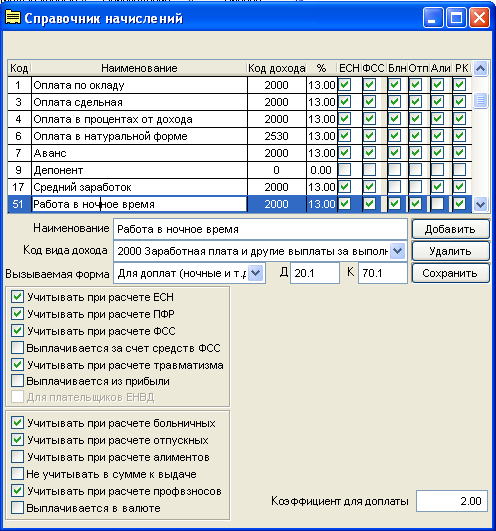 Справочник начислений
Код Наименование Код дохода % ЕСН ФСС Блн Отп Али РК
1 Оплата по окладу 2000 13.00
3 Оплата сдельная 2000 13.00
4 Оплата в процентах от дохода 2000 13.00
6 Оплата в натуральной форме 2530 13.00
7 Аванс 2000 13.00
9 Депонент 0 0.00
17 Средний заработок 2000 13.00
51 Работа в ночное время 2000 13.00
Наименование Работа в ночное время Добавить
Код вида дохода 2000 Заработная плата и другие выплаты за выполн Удалить
Вызываемая форма Для доплат (ночные и т.д Д 20.1 К 70.1 Сохранить
Учитывать при расчете ЕСН
Учитывать при расчете ПФР
Учитывать при расчете ФСС
Выплачивается за счет средств ФСС
Учитывать при расчете травматизма
Выплачивается из прибыли
Для плательщиков ЕНВД
Учитывать при расчете больничных
Учитывать при расчете отпускных
Учитывать при расчете алиментов
Не учитывать в сумме к выдаче
Учитывать при расчете профвзносов
Выплачивается в валюте
Коэффициент для доплаты 2.00